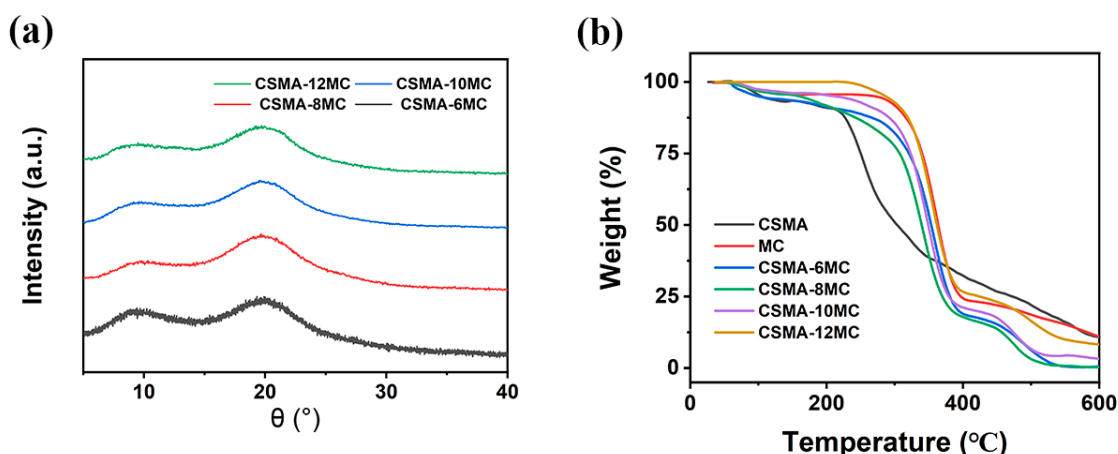 (a)
CSMA-12MC CSMA-10MC
CSMA-8MC CSMA-6MC
Intensity (a.u.)
10 20 30 40
θ (°)
(b)
100
75
50
25
0
Weight (%)
CSMA
MC
CSMA-6MC
CSMA-8MC
CSMA-10MC
CSMA-12MC
0 200 400 600
Temperature (°C)